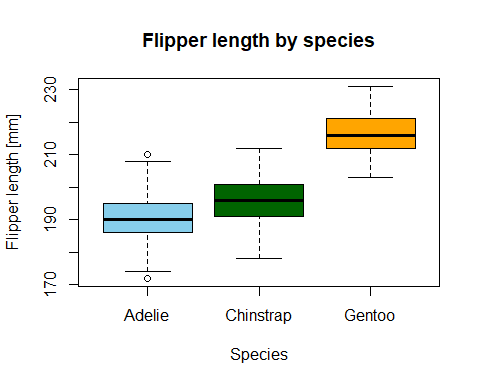 Flipper length by species
Flipper length [mm]
230
210
190
170
Adelie
Chinstrap
Gentoo
Species